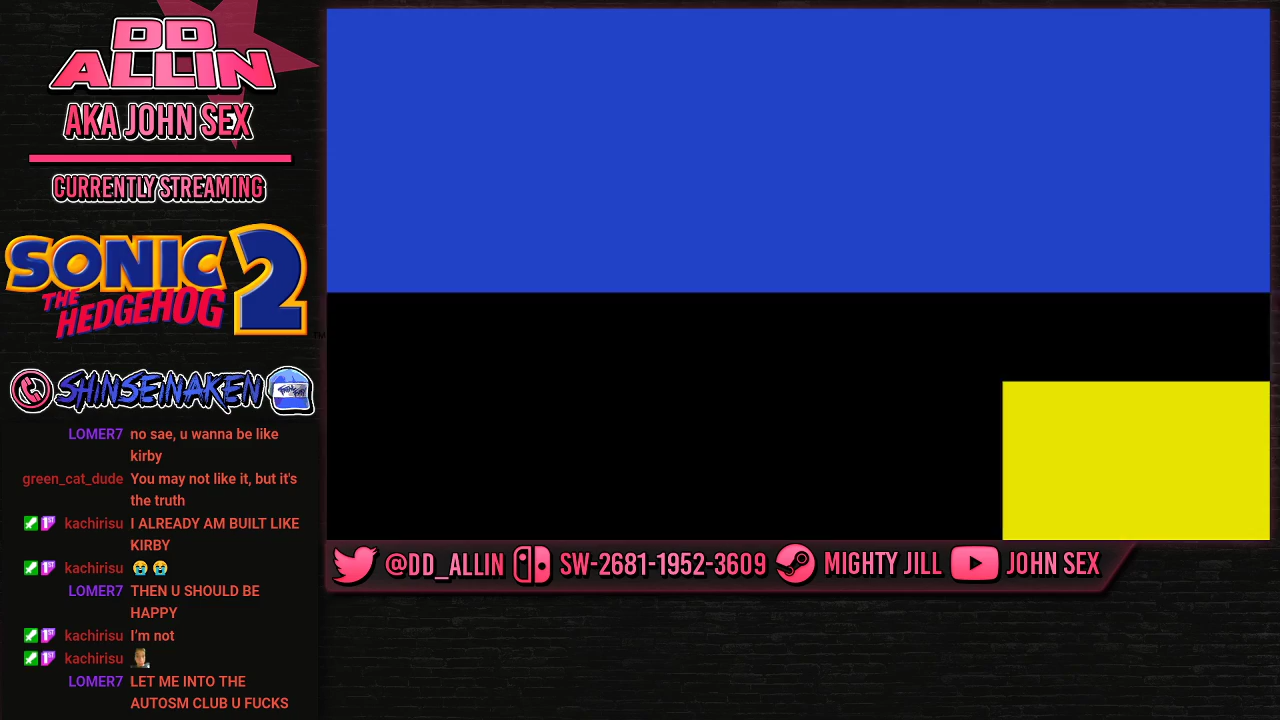 DD
ALLIN
AKA JOHN SEX
CURRENTLY STREAMING
SONIC
THE
HEDGEHOG 2
TM
SHINSEINAKEN
LOMER7 no sae, u wanna be like
kirby
green_cat_dude You may not like it, but it's
the truth
kachirisu I ALREADY AM BUILT LIKE
KIRBY
kachirisu 😭 😭
LOMER7 THEN U SHOULD BE
HAPPY
kachirisu I'm not
kachirisu
LOMER7 LET ME INTO THE
AUTOSM CLUB U FUCKS
@DD_ALLIN SW-2681-1952-3609 MIGHTY JILL JOHN SEX